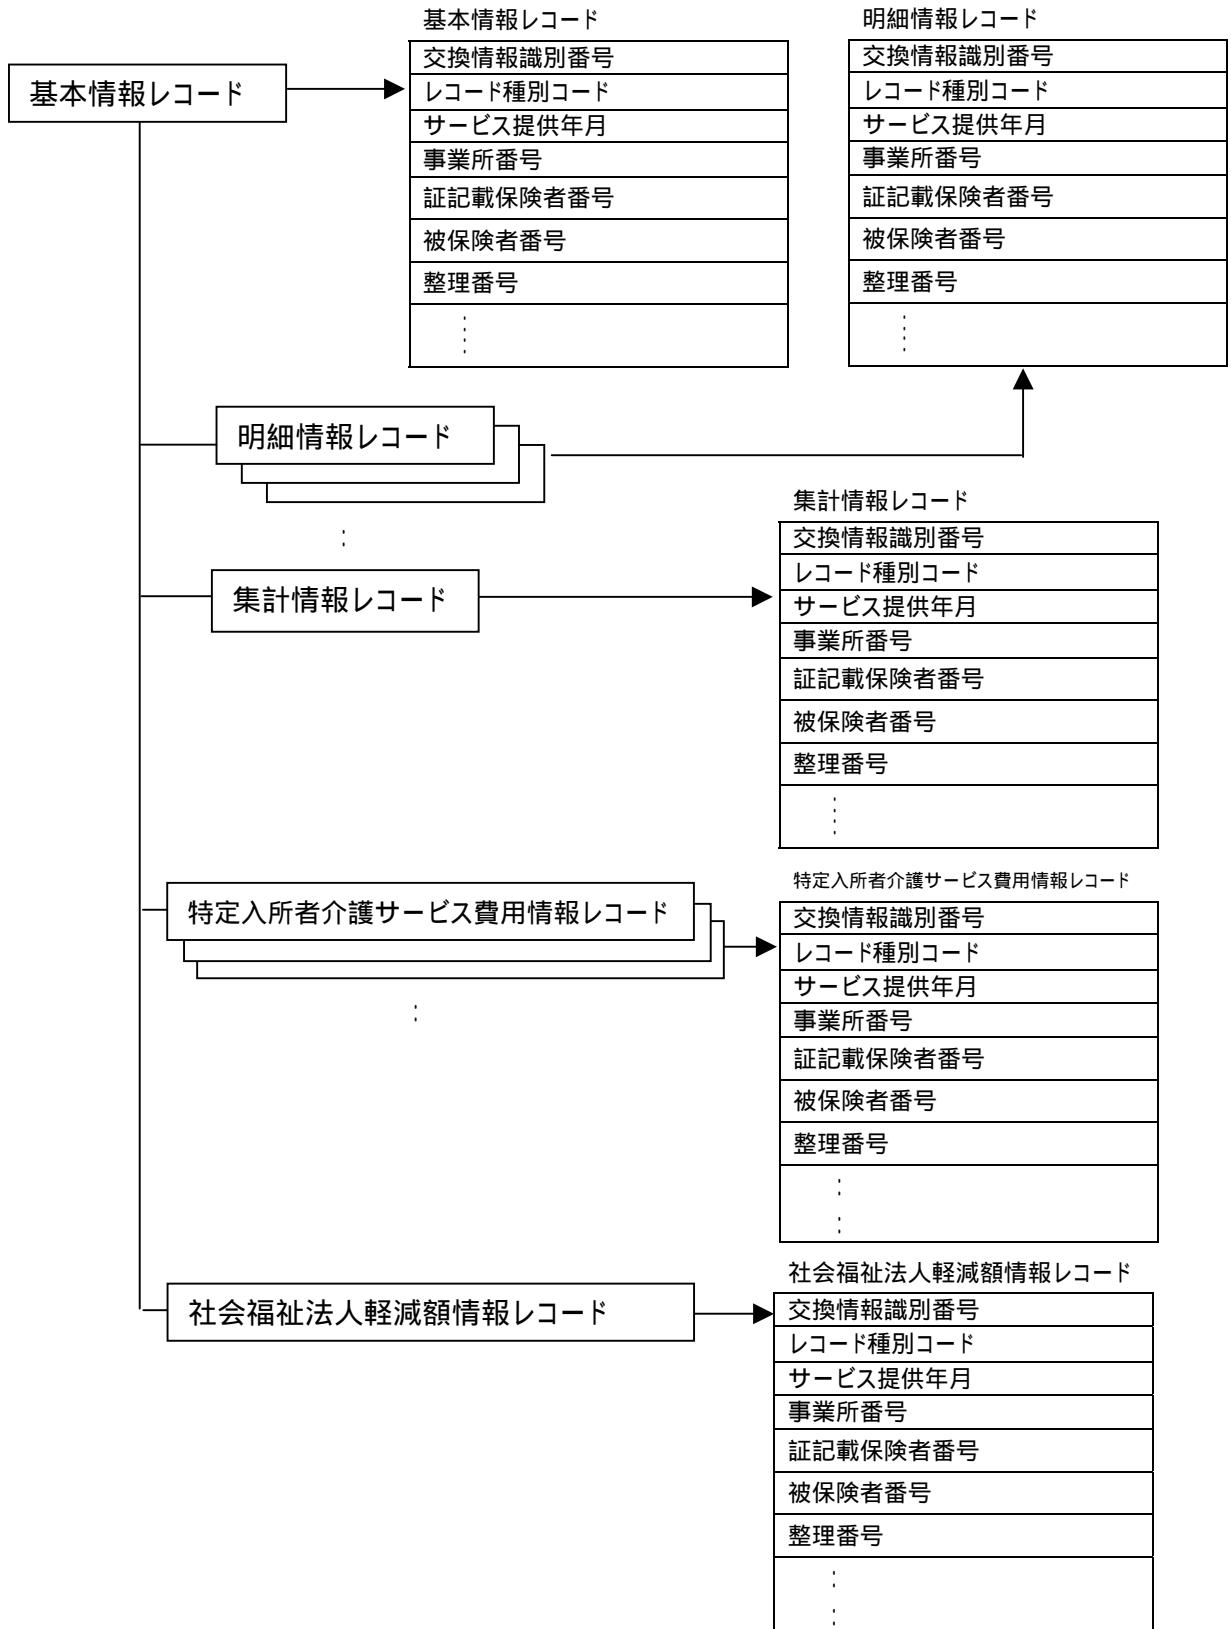 基本情報レコード
基本情報レコード
交換情報識別番号
レコード種別コード
サービス提供年月
事業所番号
証記載保険者番号
被保険者番号
整理番号
明細情報レコード
交換情報識別番号
レコード種別コード
サービス提供年月
事業所番号
証記載保険者番号
被保険者番号
整理番号
明細情報レコード
集計情報レコード
集計情報レコード
交換情報識別番号
レコード種別コード
サービス提供年月
事業所番号
証記載保険者番号
被保険者番号
整理番号
特定入所者介護サービス費用情報レコード
特定入所者介護サービス費用情報レコード
交換情報識別番号
レコード種別コード
サービス提供年月
事業所番号
証記載保険者番号
被保険者番号
整理番号
社会福祉法人軽減額情報レコード
社会福祉法人軽減額情報レコード
交換情報識別番号
レコード種別コード
サービス提供年月
事業所番号
証記載保険者番号
被保険者番号
整理番号